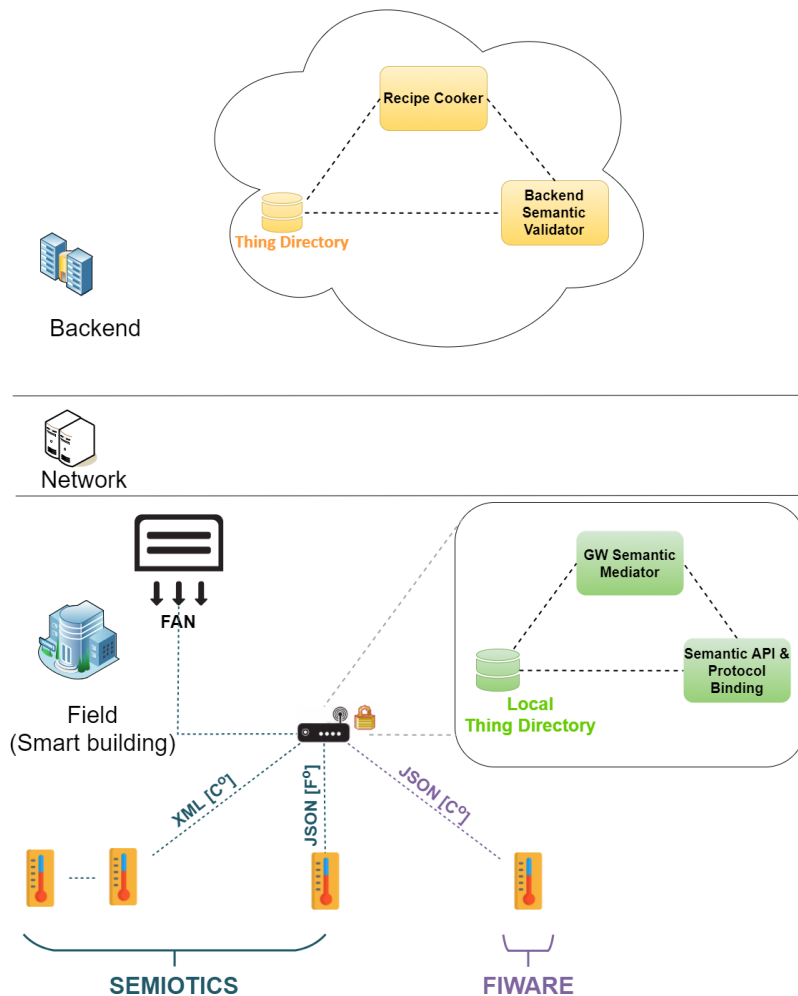 Recipe Cooker
Backend
Semantic
Validator
Thing Directory
Backend
Network
FAN
GW Semantic
Mediator
Semantic API &
Protocol
Binding
Local
Thing Directory
Field
(Smart building)
XML [Cº]
JSON [Fº]
JSON [Cº]
SEMIOTICS
FIWARE